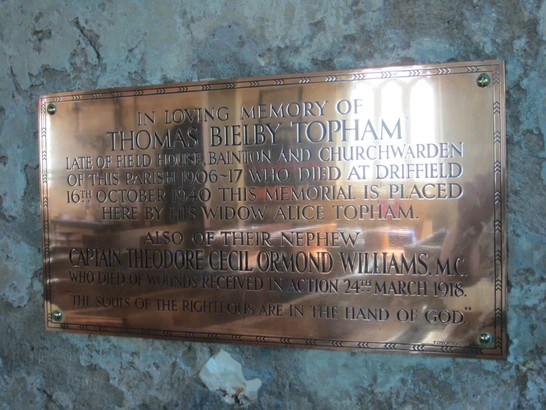 IN LOVING MEMORY OF
THOMAS BIELBY TOPHAM
LATE OF FIELD HOUSE, BAINTON AND CHURCHWARDEN
OF THIS PARISH 1906-17 WHO DIED AT DRIFFIELD
16TH OCTOBER 1940 THIS MEMORIAL IS PLACED
HERE BY HIS WIDOW ALICE TOPHAM.
ALSO OF THEIR NEPHEW
CAPTAIN THEODORE CECIL ORMOND WILLIAMS, M.C.
WHO DIED OF WOUNDS RECEIVED IN ACTION 24TH MARCH 1918.
"THE SOULS OF THE RIGHTEOUS ARE IN THE HAND OF GOD"